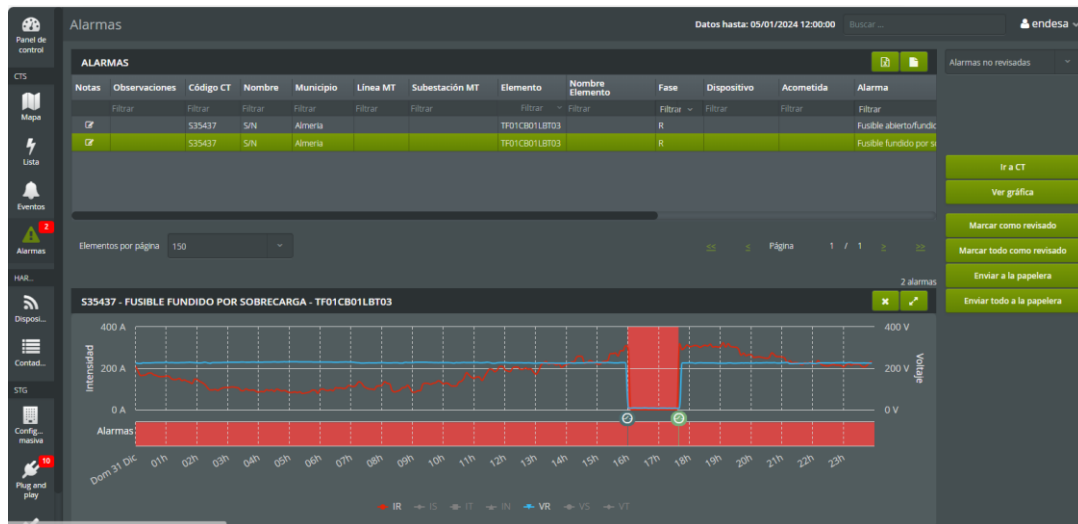 Panel de control
Alarmas
Datos hasta: 05/01/2024 12:00:00
Buscar ...
endesa
CTS
Mapa
Lista
Eventos
2
Alarmas
HAR...
Disposi...
Contad...
STG
Config... masiva
10
Plug and play
ALARMAS
Alarmas no revisadas
Notas Observaciones Código CT Nombre Municipio Línea MT Subestación MT Elemento Nombre Elemento Fase Dispositivo Acometida Alarma
Filtrar Filtrar Filtrar Filtrar Filtrar Filtrar Filtrar Filtrar Filtrar Filtrar Filtrar Filtrar
S35437 S/N Almeria TF01CB01LBT03 R Fusible abierto/fundic
S35437 S/N Almeria TF01CB01LBT03 R Fusible fundido por s
Ir a CT
Ver gráfica
Marcar como revisado
Marcar todo como revisado
Enviar a la papelera
Enviar todo a la papelera
Elementos por página 150
<< < Página 1 / 1 > >>
2 alarmas
S35437 - FUSIBLE FUNDIDO POR SOBRECARGA - TF01CB01LBT03
400 A 400 V
Intensidad
200 A 200 V
Voltaje
0 A 0 V
Alarmas
Dom 31 Dic 01h 02h 03h 04h 05h 06h 07h 08h 09h 10h 11h 12h 13h 14h 15h 16h 17h 18h 19h 20h 21h 22h 23h
IR IS IT IN VR VS VT